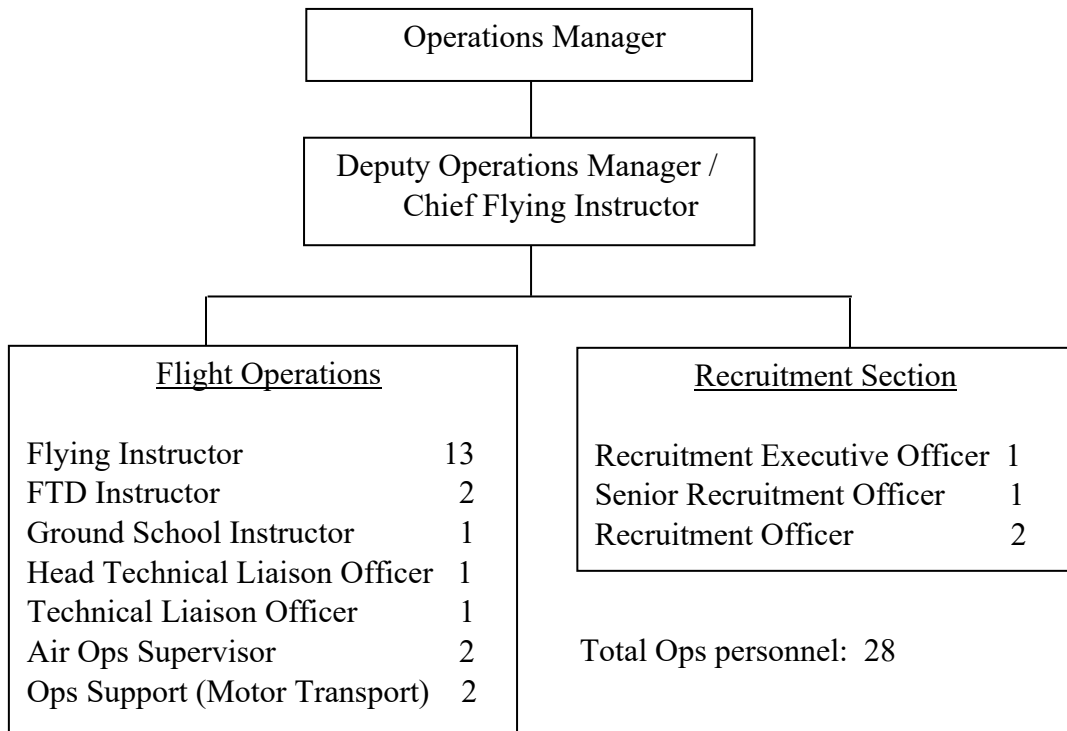 Operations Manager
Deputy Operations Manager /
Chief Flying Instructor
Flight Operations
Flying Instructor 13
FTD Instructor 2
Ground School Instructor 1
Head Technical Liaison Officer 1
Technical Liaison Officer 1
Air Ops Supervisor 2
Ops Support (Motor Transport) 2
Recruitment Section
Recruitment Executive Officer 1
Senior Recruitment Officer 1
Recruitment Officer 2
Total Ops personnel: 28